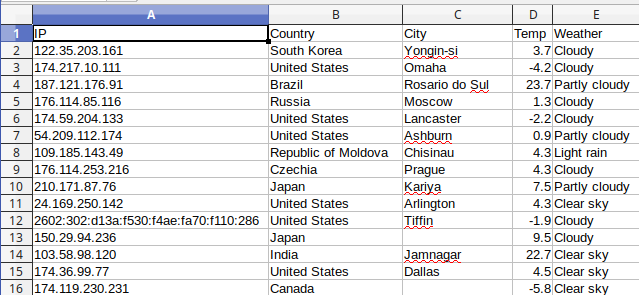 A B C D E
1 IP Country City Temp Weather
2 122.35.203.161 South Korea Yongin-si 3.7 Cloudy
3 174.217.10.111 United States Omaha -4.2 Cloudy
4 187.121.176.91 Brazil Rosario do Sul 23.7 Partly cloudy
5 176.114.85.116 Russia Moscow 1.3 Cloudy
6 174.59.204.133 United States Lancaster -2.2 Cloudy
7 54.209.112.174 United States Ashburn 0.9 Partly cloudy
8 109.185.143.49 Republic of Moldova Chisinau 4.3 Light rain
9 176.114.253.216 Czechia Prague 4.3 Cloudy
10 210.171.87.76 Japan Kariya 7.5 Partly cloudy
11 24.169.250.142 United States Arlington 4.3 Clear sky
12 2602:302:d13a:f530:f4ae:fa70:f110:286 United States Tiffin -1.9 Cloudy
13 150.29.94.236 Japan 9.5 Cloudy
14 103.58.98.120 India Jamnagar 22.7 Clear sky
15 174.36.99.77 United States Dallas 4.5 Clear sky
16 174.119.230.231 Canada -5.8 Clear sky